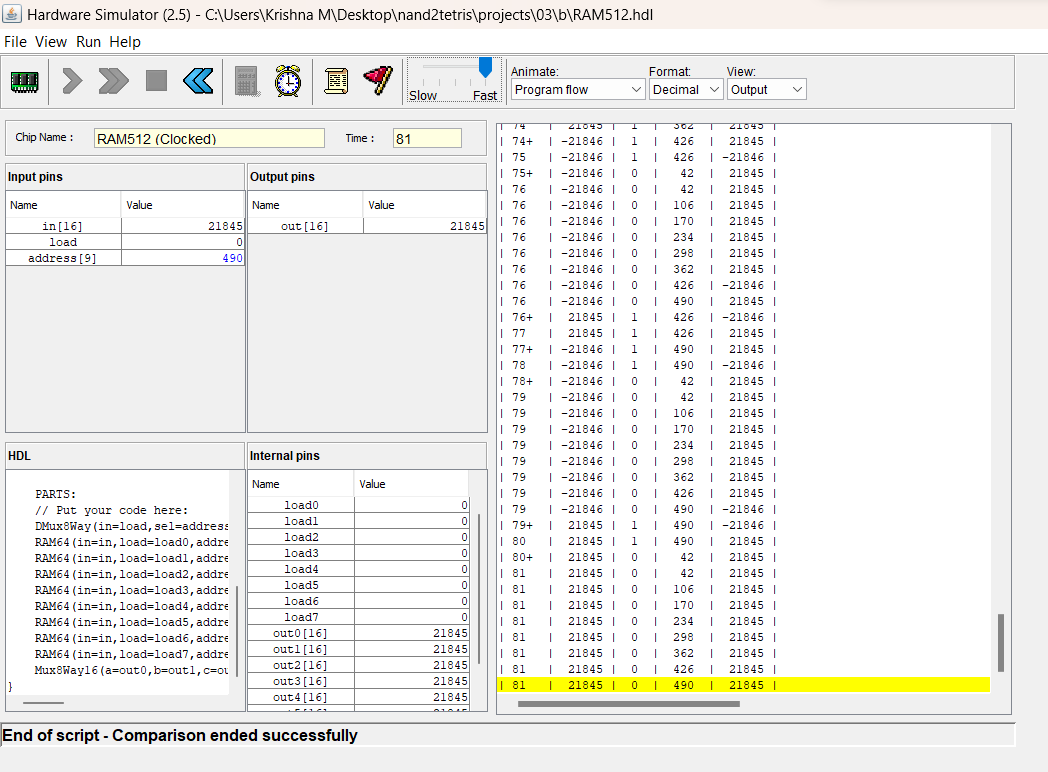 Hardware Simulator (2.5) - C:\Users\Krishna M\Desktop\nand2tetris\projects\03\b\RAM512.hdl
File View Run Help
Slow Fast
Animate:
Program flow
Format:
Decimal
View:
Output
Chip Name : RAM512 (Clocked) Time : 81
Input pins
Name Value
in[16] 21845
load 0
address[9] 490
Output pins
Name Value
out[16] 21845
HDL
PARTS:
// Put your code here:
DMux8Way(in=load,sel=address
RAM64(in=in,load=load0,addre
RAM64(in=in,load=load1,addre
RAM64(in=in,load=load2,addre
RAM64(in=in,load=load3,addre
RAM64(in=in,load=load4,addre
RAM64(in=in,load=load5,addre
RAM64(in=in,load=load6,addre
RAM64(in=in,load=load7,addre
Mux8Way16(a=out0,b=out1,c=ou
}
Internal pins
Name Value
load0 0
load1 0
load2 0
load3 0
load4 0
load5 0
load6 0
load7 0
out0[16] 21845
out1[16] 21845
out2[16] 21845
out3[16] 21845
out4[16] 21845
| 74 | 21845 | 1 | 362 | 21845 |
| 74+ | -21846 | 1 | 426 | 21845 |
| 75 | -21846 | 1 | 426 | -21846 |
| 75+ | -21846 | 0 | 42 | 21845 |
| 76 | -21846 | 0 | 42 | 21845 |
| 76 | -21846 | 0 | 106 | 21845 |
| 76 | -21846 | 0 | 170 | 21845 |
| 76 | -21846 | 0 | 234 | 21845 |
| 76 | -21846 | 0 | 298 | 21845 |
| 76 | -21846 | 0 | 362 | 21845 |
| 76 | -21846 | 0 | 426 | -21846 |
| 76 | -21846 | 0 | 490 | 21845 |
| 76+ | 21845 | 1 | 426 | -21846 |
| 77 | 21845 | 1 | 426 | 21845 |
| 77+ | -21846 | 1 | 490 | 21845 |
| 78 | -21846 | 1 | 490 | -21846 |
| 78+ | -21846 | 0 | 42 | 21845 |
| 79 | -21846 | 0 | 42 | 21845 |
| 79 | -21846 | 0 | 106 | 21845 |
| 79 | -21846 | 0 | 170 | 21845 |
| 79 | -21846 | 0 | 234 | 21845 |
| 79 | -21846 | 0 | 298 | 21845 |
| 79 | -21846 | 0 | 362 | 21845 |
| 79 | -21846 | 0 | 426 | 21845 |
| 79 | -21846 | 0 | 490 | -21846 |
| 79+ | 21845 | 1 | 490 | -21846 |
| 80 | 21845 | 1 | 490 | 21845 |
| 80+ | 21845 | 0 | 42 | 21845 |
| 81 | 21845 | 0 | 42 | 21845 |
| 81 | 21845 | 0 | 106 | 21845 |
| 81 | 21845 | 0 | 170 | 21845 |
| 81 | 21845 | 0 | 234 | 21845 |
| 81 | 21845 | 0 | 298 | 21845 |
| 81 | 21845 | 0 | 362 | 21845 |
| 81 | 21845 | 0 | 426 | 21845 |
| 81 | 21845 | 0 | 490 | 21845 |
End of script - Comparison ended successfully